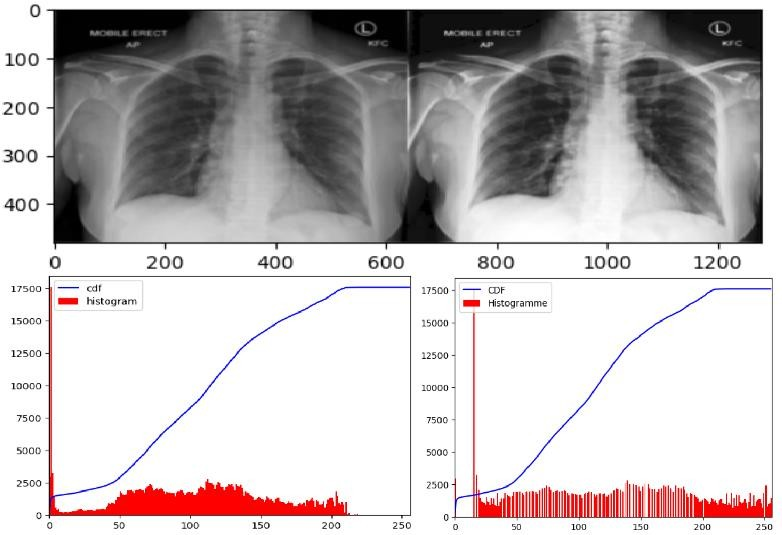 0
100
200
300
400
MOBILE ERECT
AP
L
KFC
MOBILE ERECT
AP
L
KFC
0 200 400 600 800 1000 1200
cdf
histogram
17500
15000
12500
10000
7500
5000
2500
0
0 50 100 150 200 250
CDF
Histogramme
17500
15000
12500
10000
7500
5000
2500
0
0 50 100 150 200 250